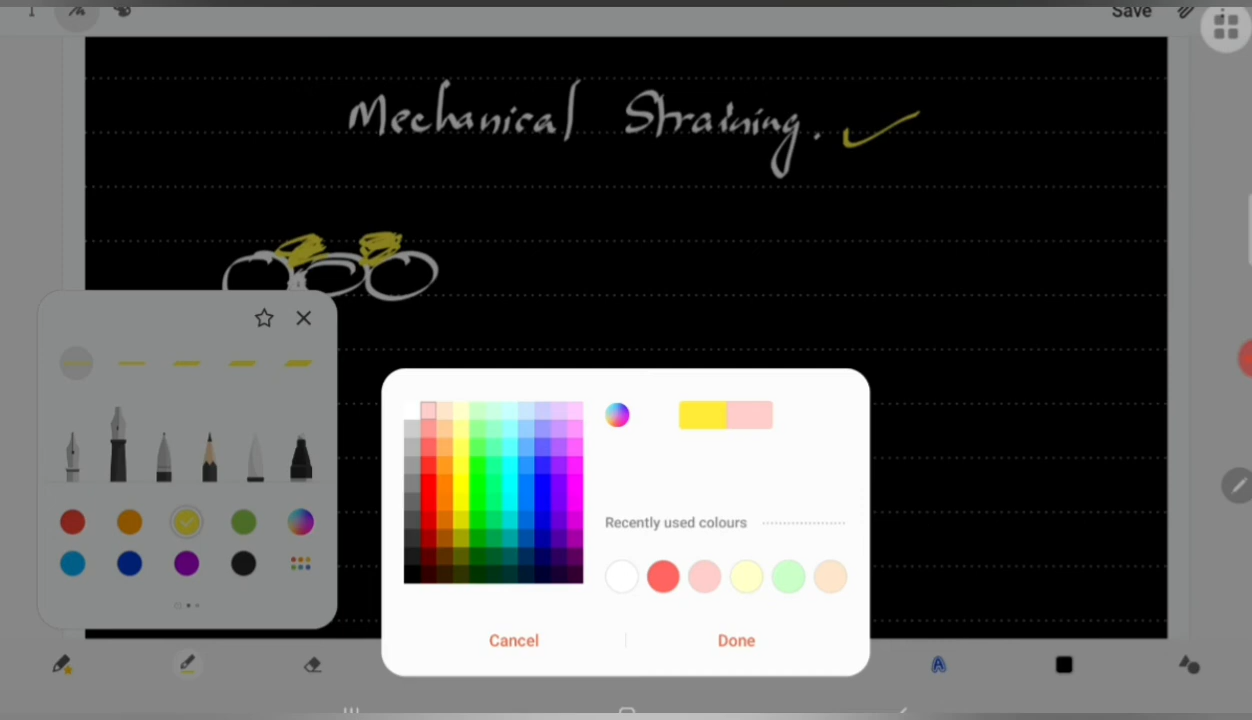 Save
Mechanical Straining.
Recently used colours
Cancel
Done
A